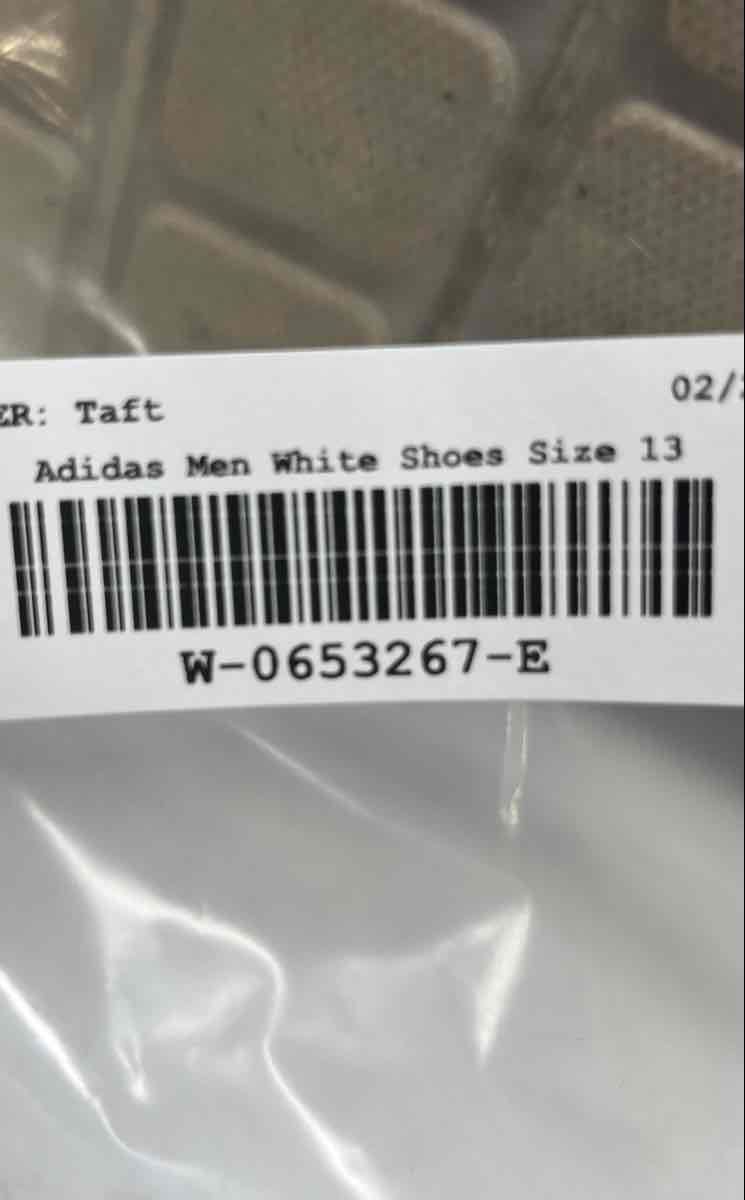 ER: Taft 02/
Adidas Men White Shoes Size 13
W-0653267-E